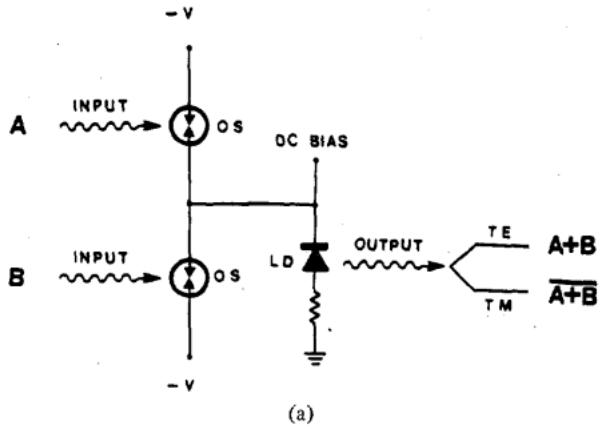 -V
A INPUT OS
DC BIAS
B INPUT OS
LD OUTPUT
TE A+B
TM A̅+̅B̅
-V
(a)